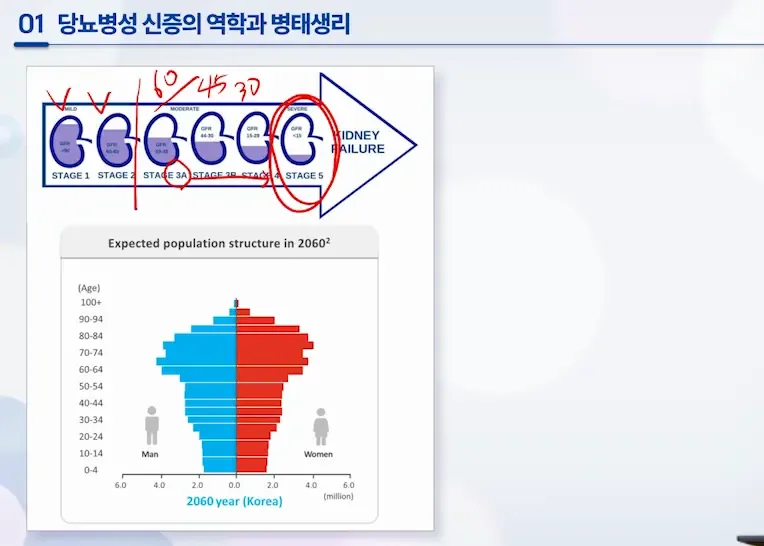 01 당뇨병성 신증의 역학과 병태생리
60 45 30
MILD MODERATE SEVERE
GFR GFR GFR GFR GFR
44-30 15-29 <15
KIDNEY
FAILURE
STAGE 1 STAGE 2 STAGE 3A STAGE 3B STAGE 4 STAGE 5
Expected population structure in 2060²
(Age)
100+
90-94
80-84
70-74
60-64
50-54
40-44
30-34
20-24
10-14
0-4
Man Women
6.0 4.0 2.0 0.0 2.0 4.0 6.0
(million)
2060 year (Korea)